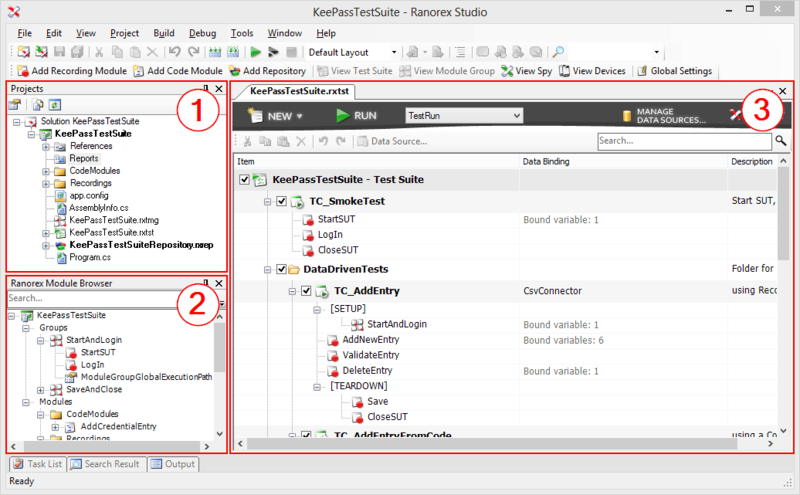 KeePassTestSuite - Ranorex Studio
File Edit View Project Build Debug Tools Window Help
Default Layout
Add Recording Module Add Code Module Add Repository View Test Suite View Module Group View Spy View Devices Global Settings
Projects
1
Solution KeePassTestSuite
KeePassTestSuite
References
Reports
CodeModules
Recordings
app.config
AssemblyInfo.cs
KeePassTestSuite.rxtmg
KeePassTestSuite.rxtst
KeePassTestSuiteRepository.rxrep
Program.cs
Ranorex Module Browser
Search...
2
KeePassTestSuite
Groups
StartAndLogin
StartSUT
LogIn
ModuleGroupGlobalExecutionPath
SaveAndClose
Modules
CodeModules
AddCredentialEntry
Recordings
KeePassTestSuite.rxtst
3
NEW RUN TestRun MANAGE
DATA SOURCES...
Data Source... Search...
Item Data Binding Description
KeePassTestSuite - Test Suite
TC_SmokeTest Start SUT,
StartSUT Bound variable: 1
LogIn
CloseSUT
DataDrivenTests Folder for
TC_AddEntry CsvConnector using Reco
[SETUP]
StartAndLogin Bound variable: 1
AddNewEntry Bound variables: 6
ValidateEntry
DeleteEntry Bound variable: 1
[TEARDOWN]
Save
CloseSUT
TC_AddEntryFromCode using a Co
Task List Search Result Output
Ready